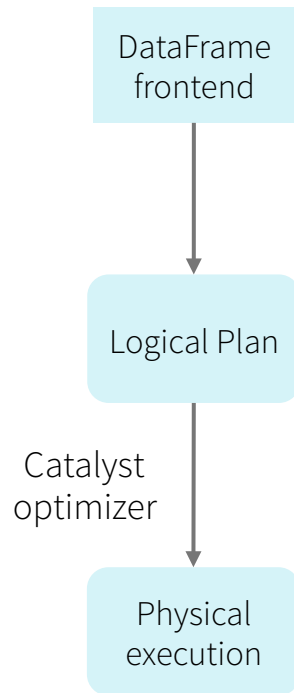 DataFrame
frontend
Logical Plan
Catalyst
optimizer
Physical
execution